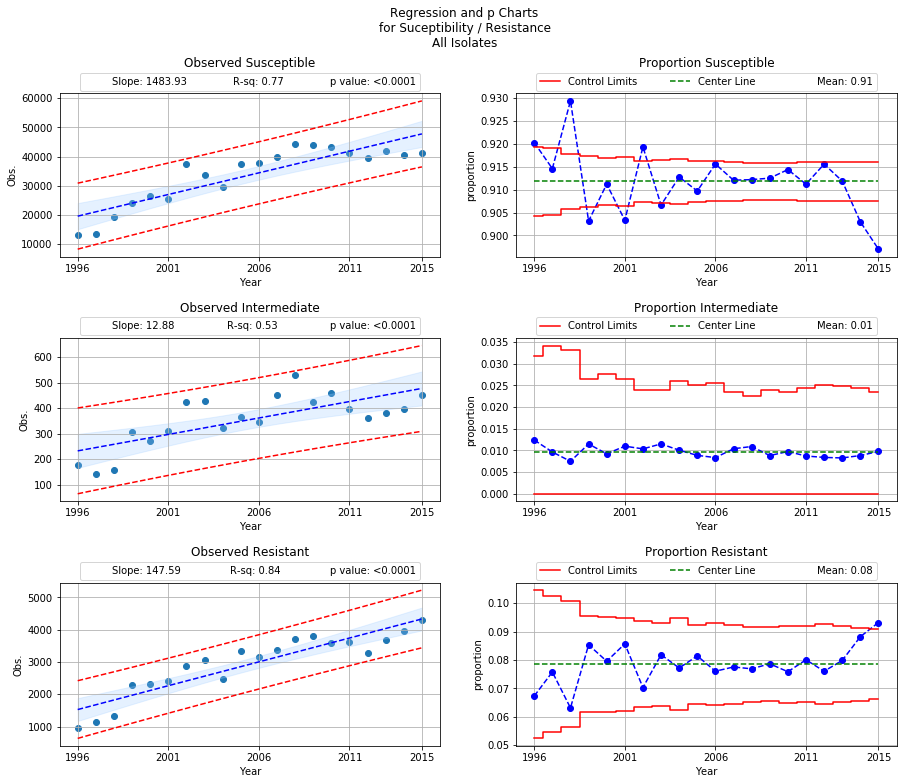 Regression and p Charts
for Suceptibility / Resistance
All Isolates
Observed Susceptible
Slope: 1483.93 R-sq: 0.77 p value: <0.0001
60000
50000
40000
30000
20000
10000
Obs.
1996 2001 2006 2011 2015
Year
Proportion Susceptible
Control Limits Center Line Mean: 0.91
0.930
0.925
0.920
0.915
0.910
0.905
0.900
proportion
1996 2001 2006 2011 2015
Year
Observed Intermediate
Slope: 12.88 R-sq: 0.53 p value: <0.0001
600
500
400
300
200
100
Obs.
1996 2001 2006 2011 2015
Year
Proportion Intermediate
Control Limits Center Line Mean: 0.01
0.035
0.030
0.025
0.020
0.015
0.010
0.005
0.000
proportion
1996 2001 2006 2011 2015
Year
Observed Resistant
Slope: 147.59 R-sq: 0.84 p value: <0.0001
5000
4000
3000
2000
1000
Obs.
1996 2001 2006 2011 2015
Year
Proportion Resistant
Control Limits Center Line Mean: 0.08
0.10
0.09
0.08
0.07
0.06
0.05
proportion
1996 2001 2006 2011 2015
Year